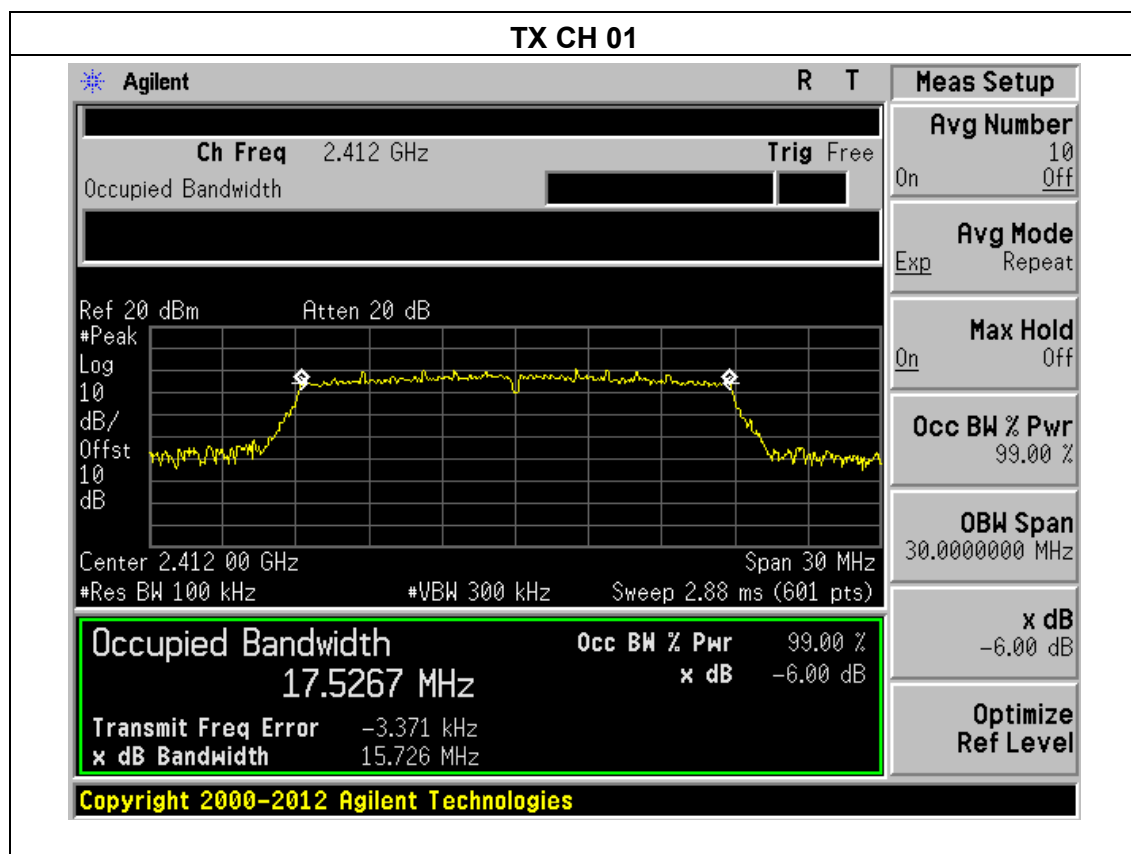 TX CH 01
Agilent R T
Ch Freq 2.412 GHz Trig Free
Occupied Bandwidth
Ref 20 dBm Atten 20 dB
#Peak
Log
10
dB/
Offst
10
dB
Center 2.412 00 GHz Span 30 MHz
#Res BW 100 kHz #VBW 300 kHz Sweep 2.88 ms (601 pts)
Occupied Bandwidth Occ BW % Pwr 99.00 %
17.5267 MHz x dB -6.00 dB
Transmit Freq Error -3.371 kHz
x dB Bandwidth 15.726 MHz
Copyright 2000-2012 Agilent Technologies
Meas Setup
Avg Number
10
On Off
Avg Mode
Exp Repeat
Max Hold
On Off
Occ BW % Pwr
99.00 %
OBW Span
30.0000000 MHz
x dB
-6.00 dB
Optimize
Ref Level